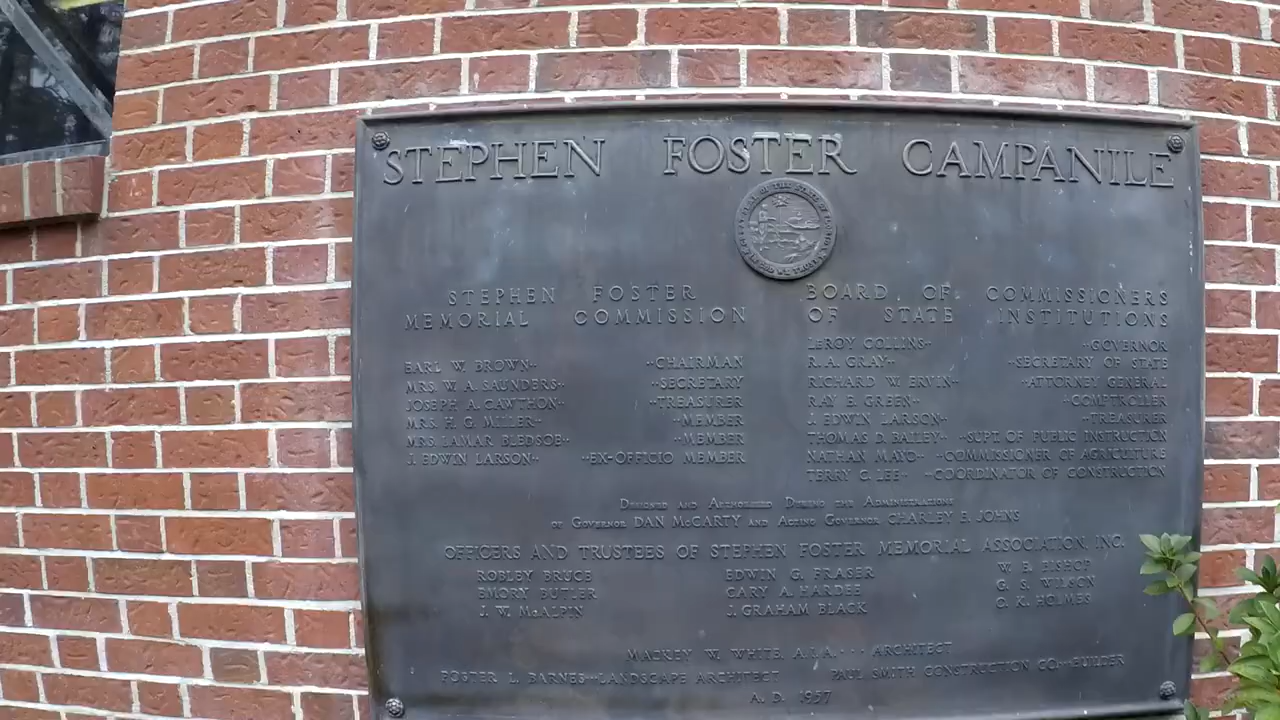 STEPHEN FOSTER CAMPANILE
STEPHEN FOSTER
MEMORIAL COMMISSION
EARL W. BROWN·· ··CHAIRMAN
MRS. W. A. SAUNDERS·· ··SECRETARY
JOSEPH A. CAWTHON·· ··TREASURER
MRS. H. G. MILLER·· ··MEMBER
MRS. LAMAR BLEDSOE·· ··MEMBER
J. EDWIN LARSON·· ··EX-OFFICIO MEMBER
BOARD OF COMMISSIONERS
OF STATE INSTITUTIONS
LEROY COLLINS·· ··GOVERNOR
R. A. GRAY·· ··SECRETARY OF STATE
RICHARD W. ERVIN·· ··ATTORNEY GENERAL
RAY E. GREEN·· ··COMPTROLLER
J. EDWIN LARSON·· ··TREASURER
THOMAS D. BAILEY·· ··SUPT. OF PUBLIC INSTRUCTION
NATHAN MAYO··COMMISSIONER OF AGRICULTURE
TERRY C. LEE·· ··COORDINATOR OF CONSTRUCTION
DESIGNED AND AUTHORIZED DURING THE ADMINISTRATIONS
OF GOVERNOR DAN McCARTY AND ACTING GOVERNOR CHARLEY E. JOHNS
OFFICERS AND TRUSTEES OF STEPHEN FOSTER MEMORIAL ASSOCIATION, INC.
ROBLEY BRUCE EDWIN G. FRASER W. E. BISHOP
EMORY BUTLER GARY A. HARDEE G. S. WILSON
J. W. McALPIN J. GRAHAM BLACK C. K. HOLMES
W. WHITE, A.I.A. ··· ARCHITECT
FOSTER L. BARNES···LANDSCAPE ARCHITECT PAUL SMITH CONSTRUCTION CO···BUILDER
A. D. 1957